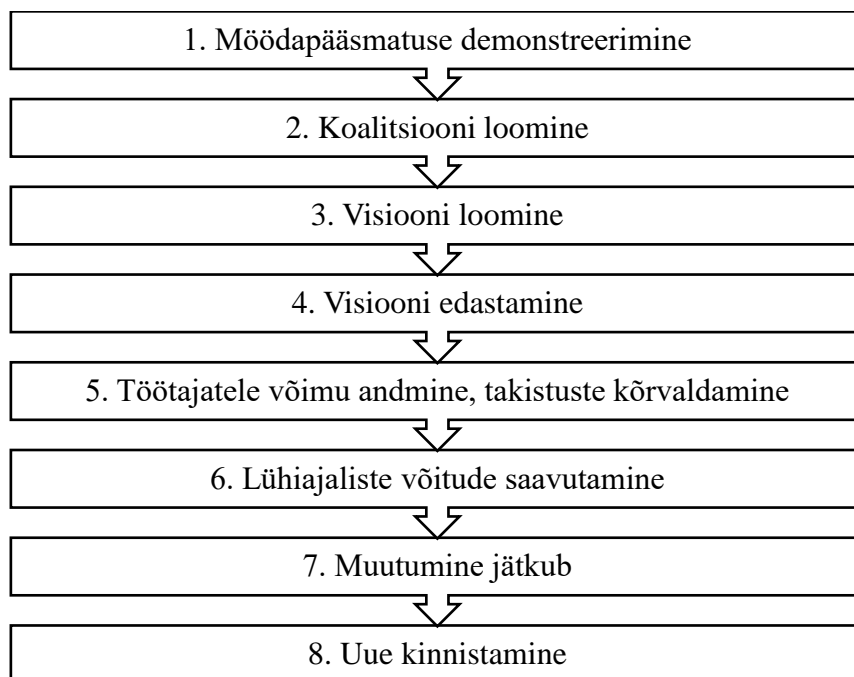 1. Möödapääsmatuse demonstreerimine
2. Koalitsiooni loomine
3. Visiooni loomine
4. Visiooni edastamine
5. Töötajatele võimu andmine, takistuste kõrvaldamine
6. Lühiajaliste võitude saavutamine
7. Muutumine jätkub
8. Uue kinnistamine